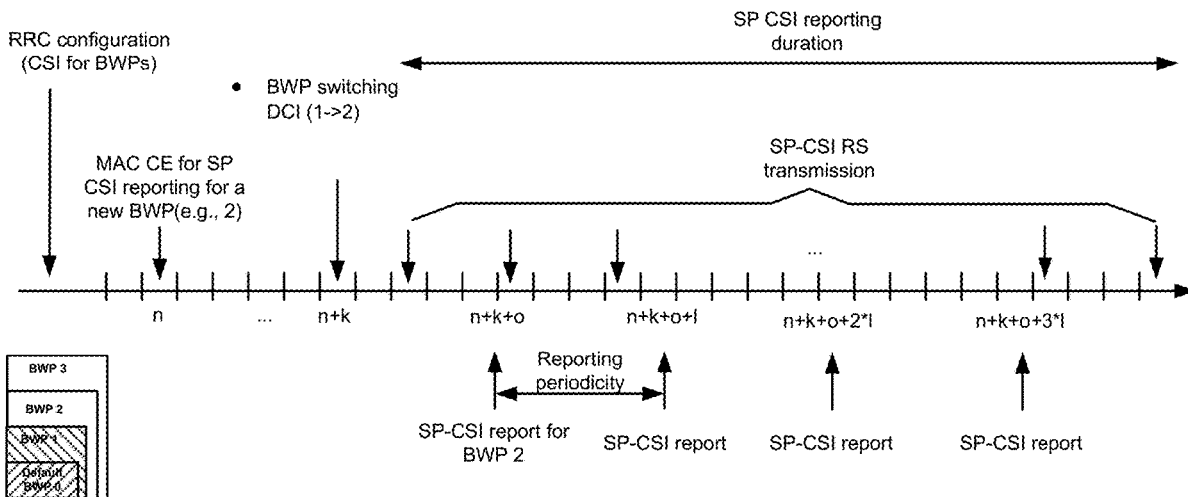 SP CSI reporting
duration
RRC configuration
(CSI for BWPs)
• BWP switching
DCI (1->2)
MAC CE for SP
CSI reporting for a
new BWP(e.g., 2)
SP-CSI RS
transmission
...
n
...
n+k
n+k+o
n+k+o+l
n+k+o+2*l
n+k+o+3*l
Reporting
periodicity
SP-CSI report for
BWP 2
SP-CSI report
SP-CSI report
SP-CSI report
BWP 3
BWP 2
BWP 1
Default
BWP 0